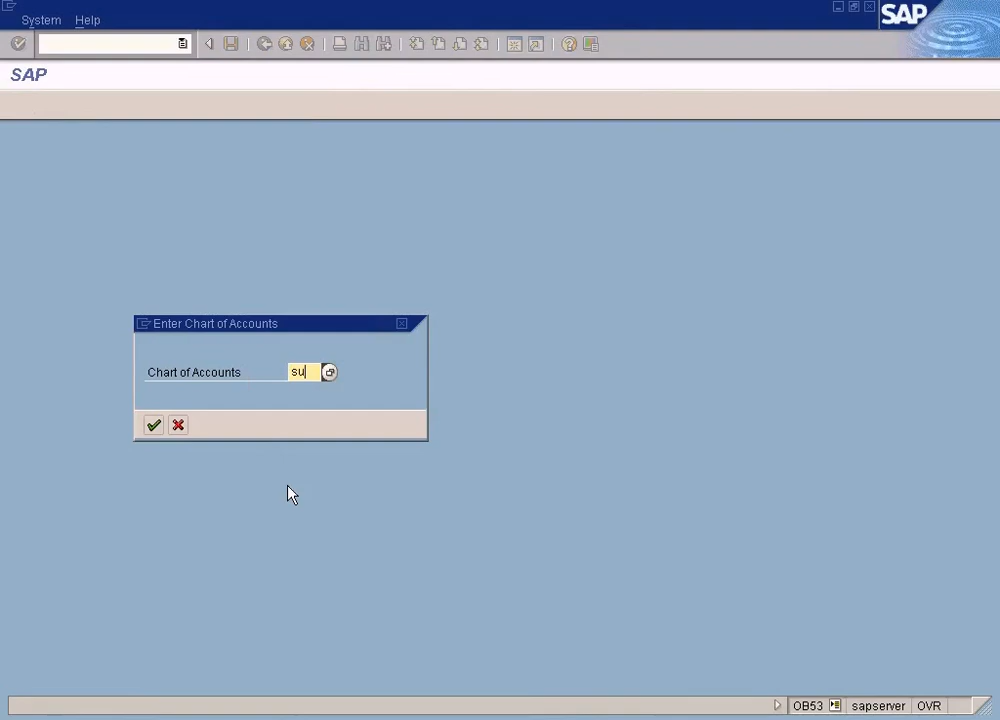 System Help
SAP
SAP
Enter Chart of Accounts
Chart of Accounts su
OB53 sapserver OVR